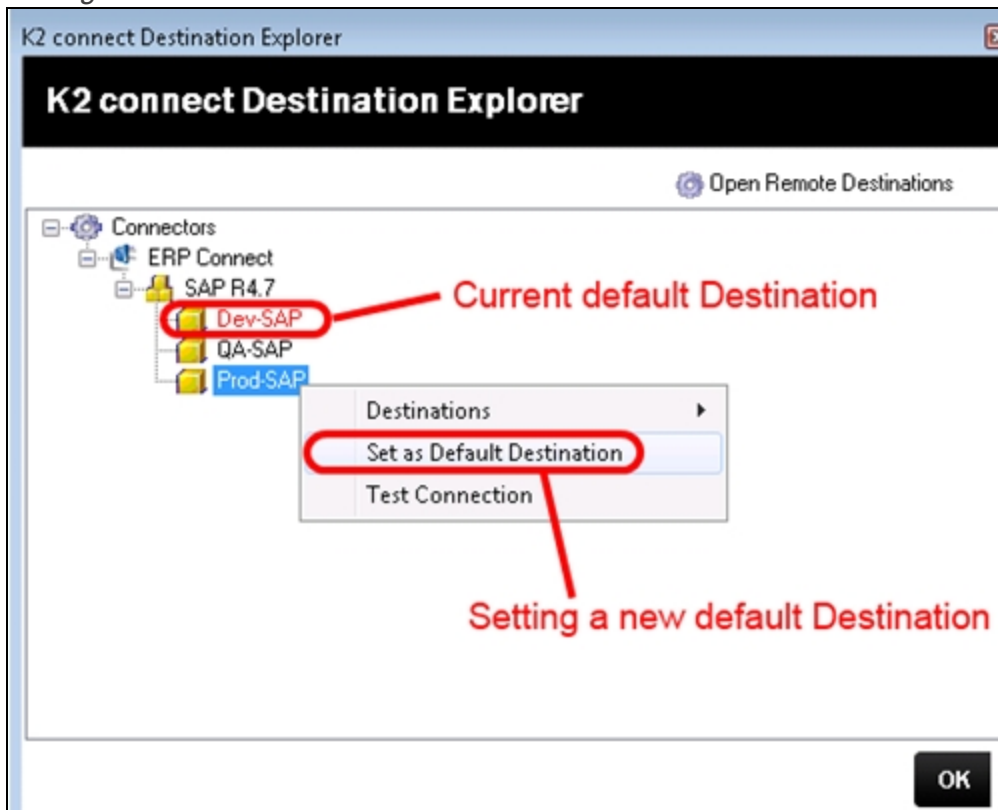 K2 connect Destination Explorer
K2 connect Destination Explorer
Open Remote Destinations
Connectors
ERP Connect
SAP R4.7
Current default Destination
Dev-SAP
QA-SAP
Prod-SAP
Destinations
Set as Default Destination
Test Connection
Setting a new default Destination
OK